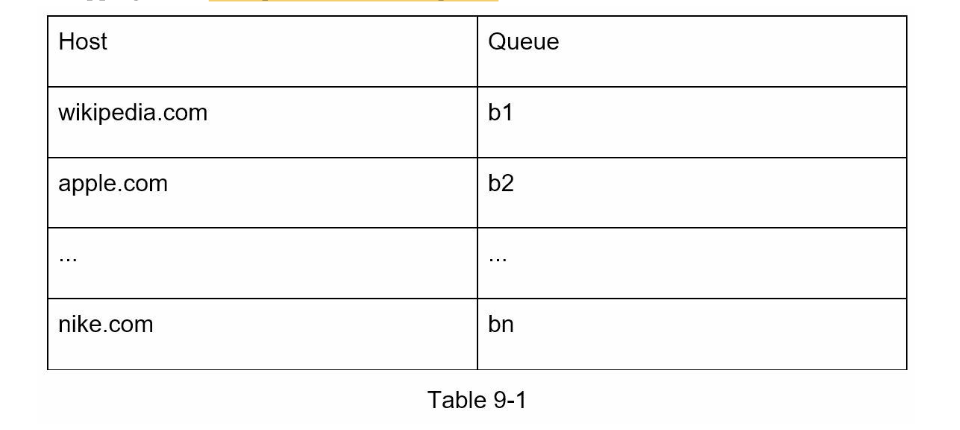 Host Queue
wikipedia.com b1
apple.com b2
... ...
nike.com bn
Table 9-1